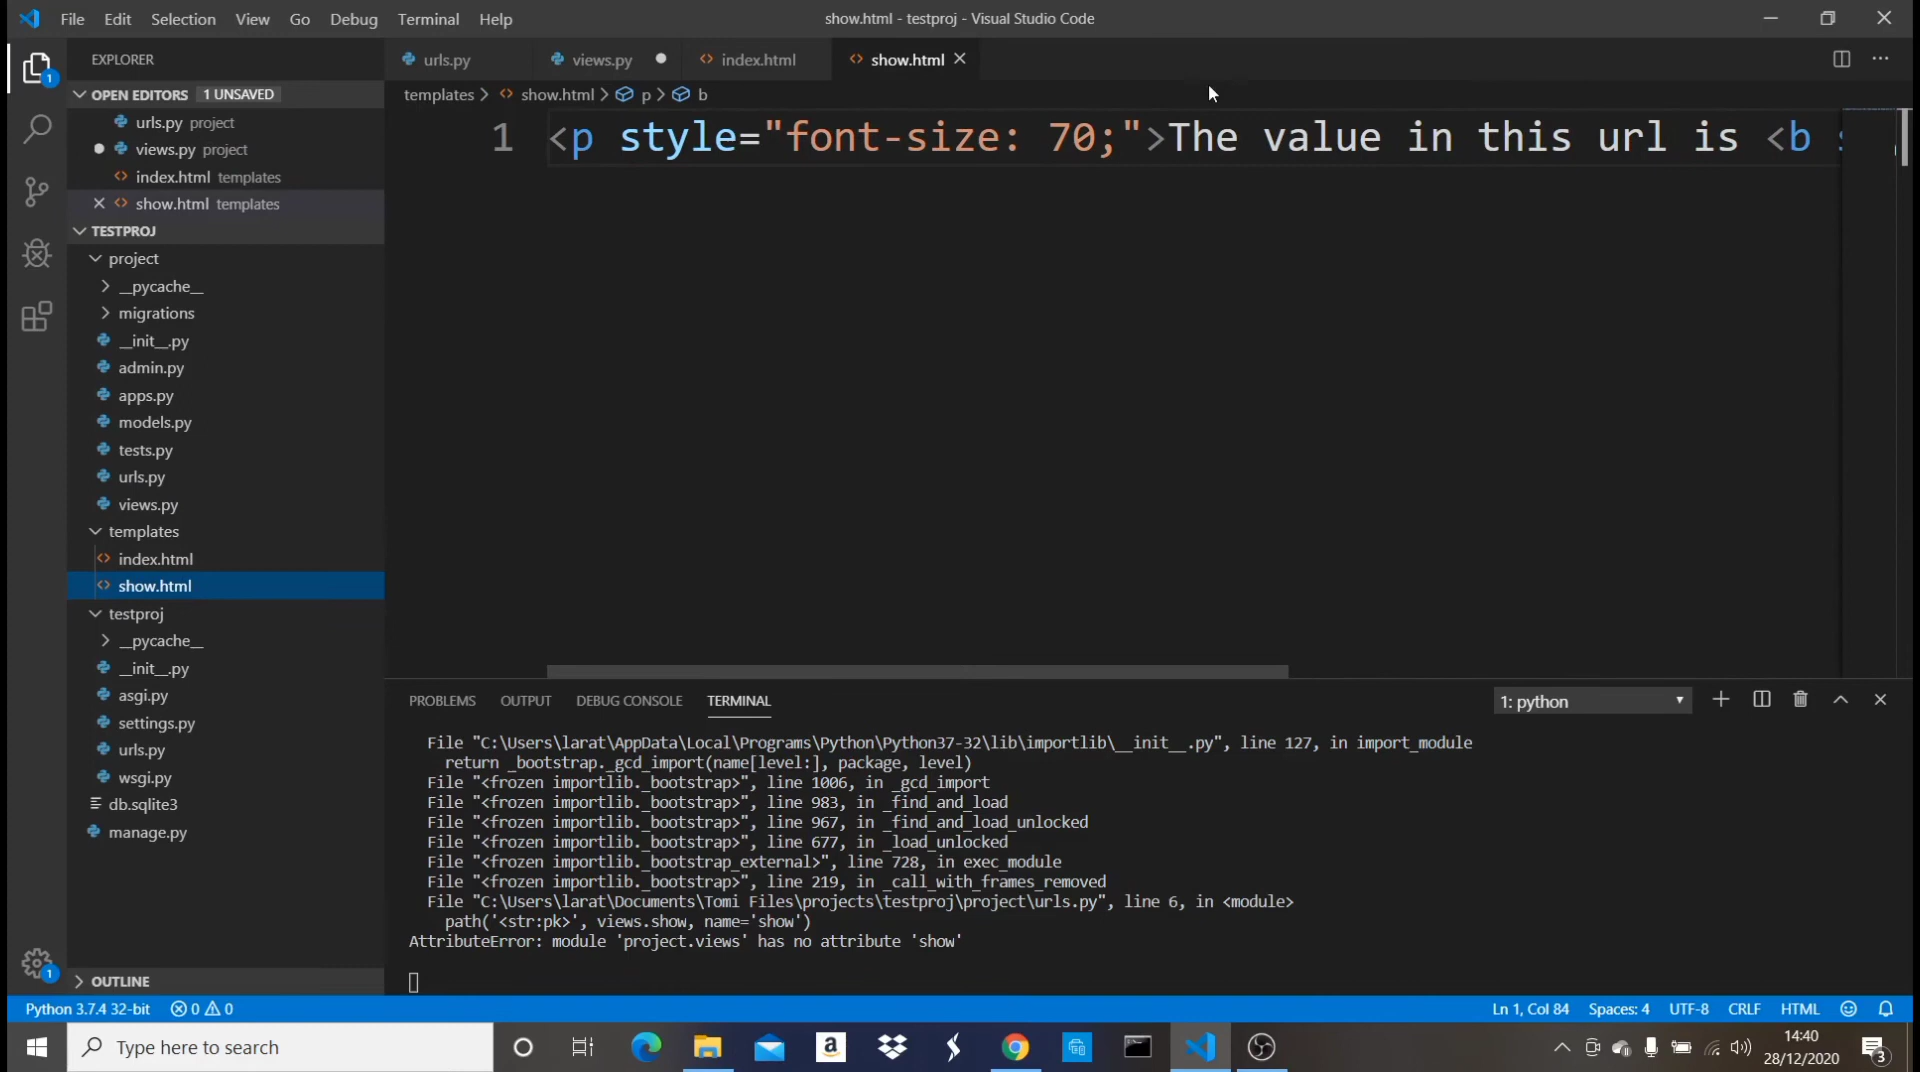 File Edit Selection View Go Debug Terminal Help
show.html - testproj - Visual Studio Code
EXPLORER
OPEN EDITORS 1 UNSAVED
urls.py project
views.py project
index.html templates
show.html templates
TESTPROJ
project
__pycache__
migrations
__init__.py
admin.py
apps.py
models.py
tests.py
urls.py
views.py
templates
index.html
show.html
testproj
__pycache__
__init__.py
asgi.py
settings.py
urls.py
wsgi.py
db.sqlite3
manage.py
OUTLINE
urls.py views.py index.html show.html
templates > show.html > p > b
1 <p style="font-size: 70;">The value in this url is <b
PROBLEMS OUTPUT DEBUG CONSOLE TERMINAL
1: python
File "C:\Users\larat\AppData\Local\Programs\Python\Python37-32\lib\importlib\__init__.py", line 127, in import_module
return _bootstrap._gcd_import(name[level:], package, level)
File "<frozen importlib._bootstrap>", line 1006, in _gcd_import
File "<frozen importlib._bootstrap>", line 983, in _find_and_load
File "<frozen importlib._bootstrap>", line 967, in _find_and_load_unlocked
File "<frozen importlib._bootstrap>", line 677, in _load_unlocked
File "<frozen importlib._bootstrap_external>", line 728, in exec_module
File "<frozen importlib._bootstrap>", line 219, in _call_with_frames_removed
File "C:\Users\larat\Documents\Tomi Files\projects\testproj\project\urls.py", line 6, in <module>
path('<str:pk>', views.show, name='show')
AttributeError: module 'project.views' has no attribute 'show'
Python 3.7.4 32-bit 0 0
Ln 1, Col 84 Spaces: 4 UTF-8 CRLF HTML
Type here to search
14:40
28/12/2020
3
1
1
a